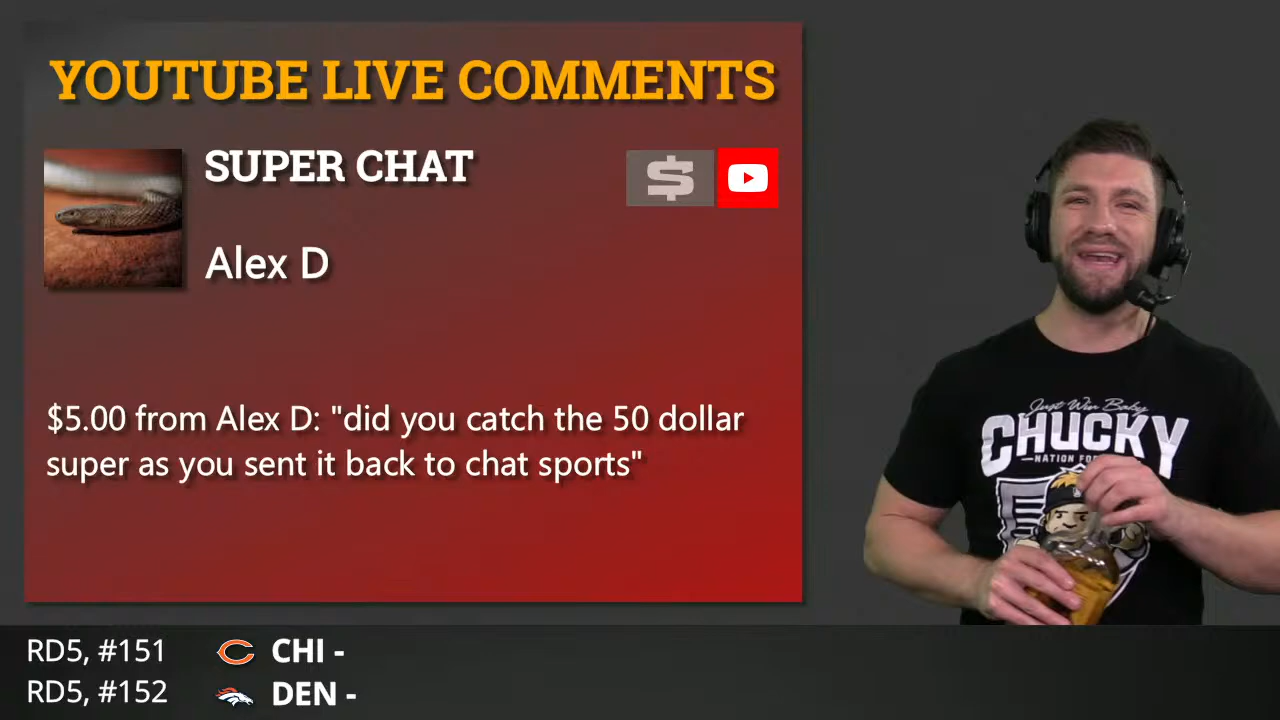 YOUTUBE LIVE COMMENTS
SUPER CHAT
Alex D
$5.00 from Alex D: "did you catch the 50 dollar
super as you sent it back to chat sports"
Just Win Baby
CHUCKY
RD5, #151 CHI -
RD5, #152 DEN -